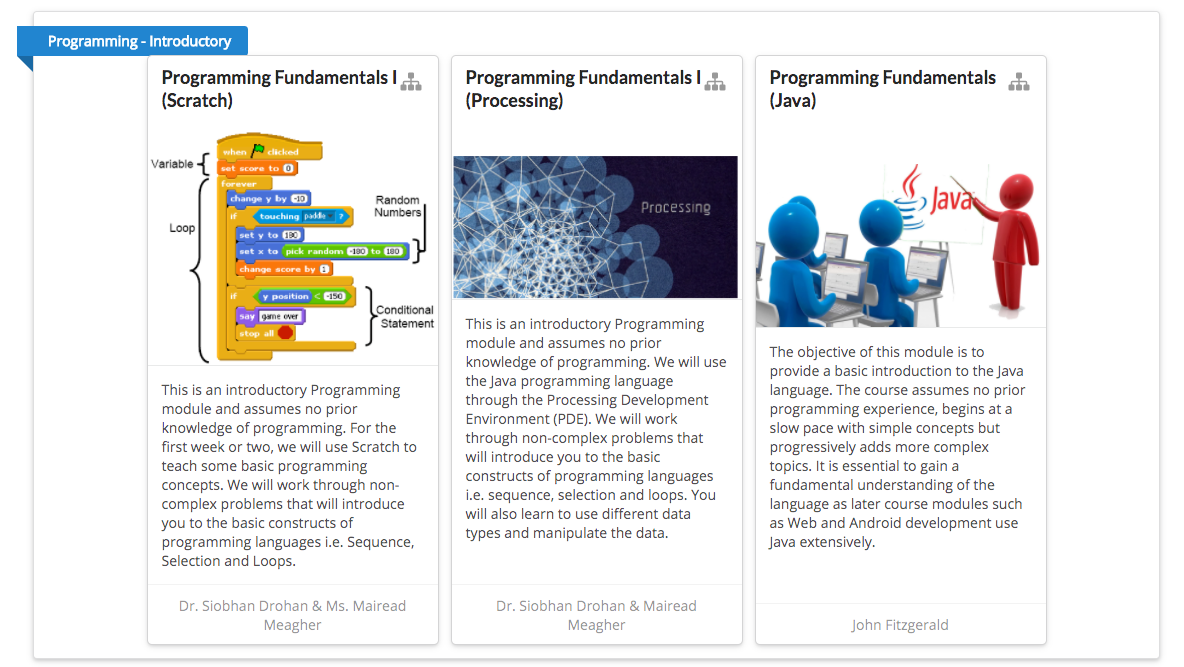 Programming - Introductory
Programming Fundamentals I
(Scratch)
when clicked
Variable
set score to 0
forever
change y by -10
Random
Numbers
if touching paddle ?
Loop
set y to 180
set x to pick random -180 to 180
change score by 1
if y position < -150
Conditional
Statement
say game over
stop all
This is an introductory Programming
module and assumes no prior
knowledge of programming. For the
first week or two, we will use Scratch to
teach some basic programming
concepts. We will work through non-
complex problems that will introduce
you to the basic constructs of
programming languages i.e. Sequence,
Selection and Loops.
Dr. Siobhan Drohan & Ms. Mairead
Meagher
Programming Fundamentals I
(Processing)
Processing
This is an introductory Programming
module and assumes no prior
knowledge of programming. We will use
the Java programming language
through the Processing Development
Environment (PDE). We will work
through non-complex problems that
will introduce you to the basic
constructs of programming languages
i.e. sequence, selection and loops. You
will also learn to use different data
types and manipulate the data.
Dr. Siobhan Drohan & Mairead
Meagher
Programming Fundamentals
(Java)
Java
The objective of this module is to
provide a basic introduction to the Java
language. The course assumes no prior
programming experience, begins at a
slow pace with simple concepts but
progressively adds more complex
topics. It is essential to gain a
fundamental understanding of the
language as later course modules such
as Web and Android development use
Java extensively.
John Fitzgerald